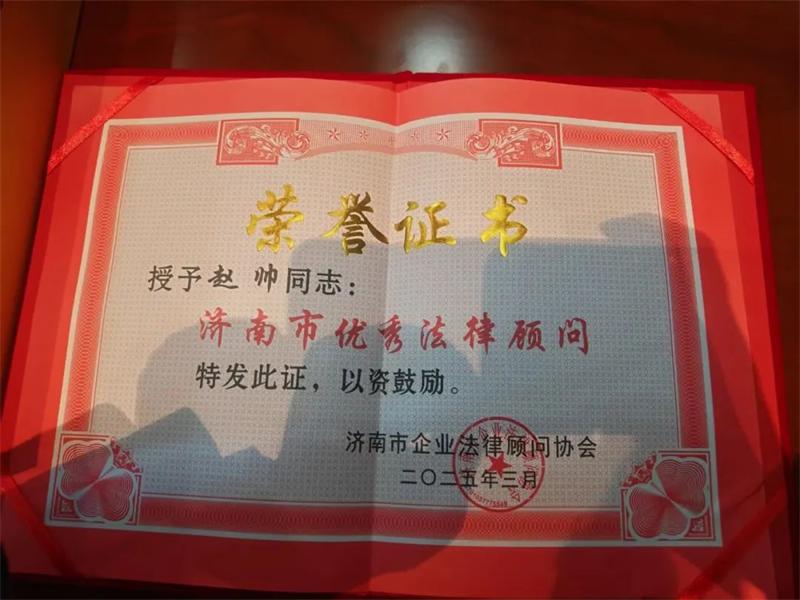 荣誉证书
授予赵 帅同志：
济南市优秀法律顾问
特发此证，以资鼓励。
济南市企业法律顾问协会
二〇二五年三月